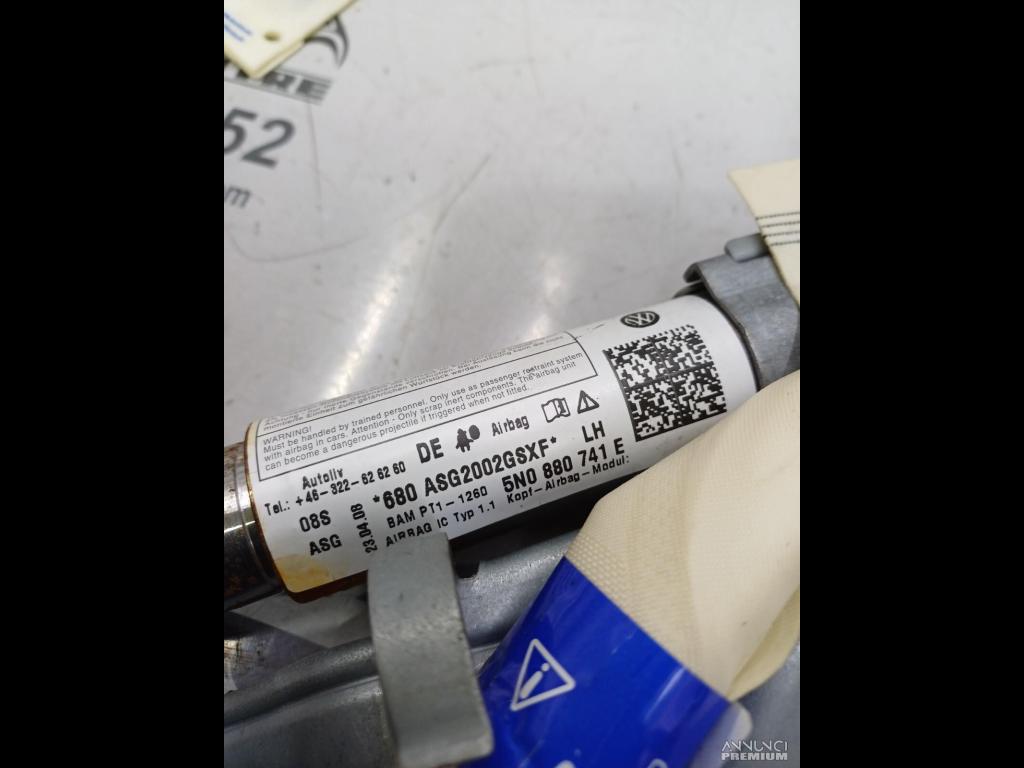 52
WARNING!
Must be handled by trained personnel. Only use as passenger restraint system
with airbag in cars. Attention - Only scrap inert components. The airbag unit
can become a dangerous projectile if triggered when not fitted.
Autoliv
Tel.: +46-322-62 62 60
DE
Airbag
08S
*680 ASG2002GSXF*
LH
ASG
23.04.08
BAM PT1-1260
5N0 880 741 E
AIRBAG IC Typ 1.1
Kopf-Airbag-Modul:
ANNUNCI
PREMIUM